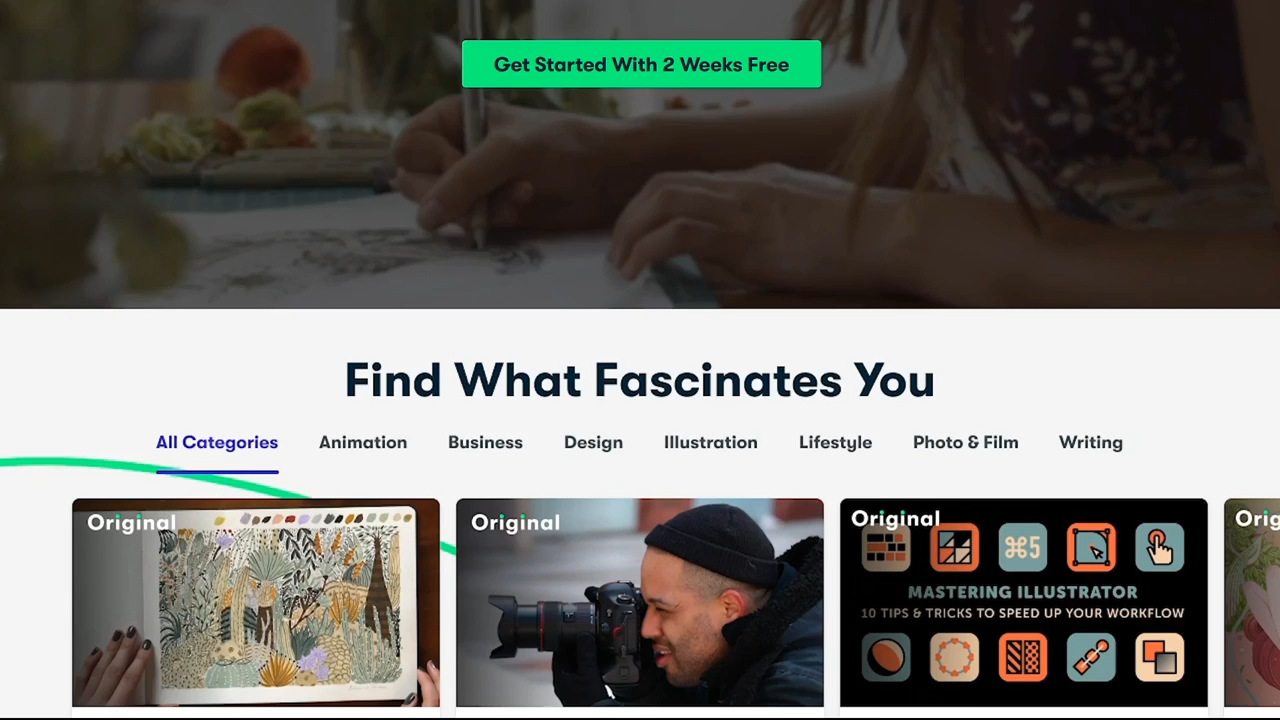 Get Started With 2 Weeks Free
Find What Fascinates You
All Categories Animation Business Design Illustration Lifestyle Photo & Film Writing
Original
Original
Original
⌘5
MASTERING ILLUSTRATOR
10 TIPS & TRICKS TO SPEED UP YOUR WORKFLOW